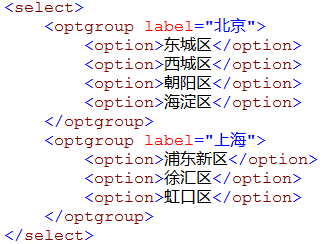 <select>
    <optgroup label="北京">
        <option>东城区</option>
        <option>西城区</option>
        <option>朝阳区</option>
        <option>海淀区</option>
    </optgroup>
    <optgroup label="上海">
        <option>浦东新区</option>
        <option>徐汇区</option>
        <option>虹口区</option>
    </optgroup>
</select>